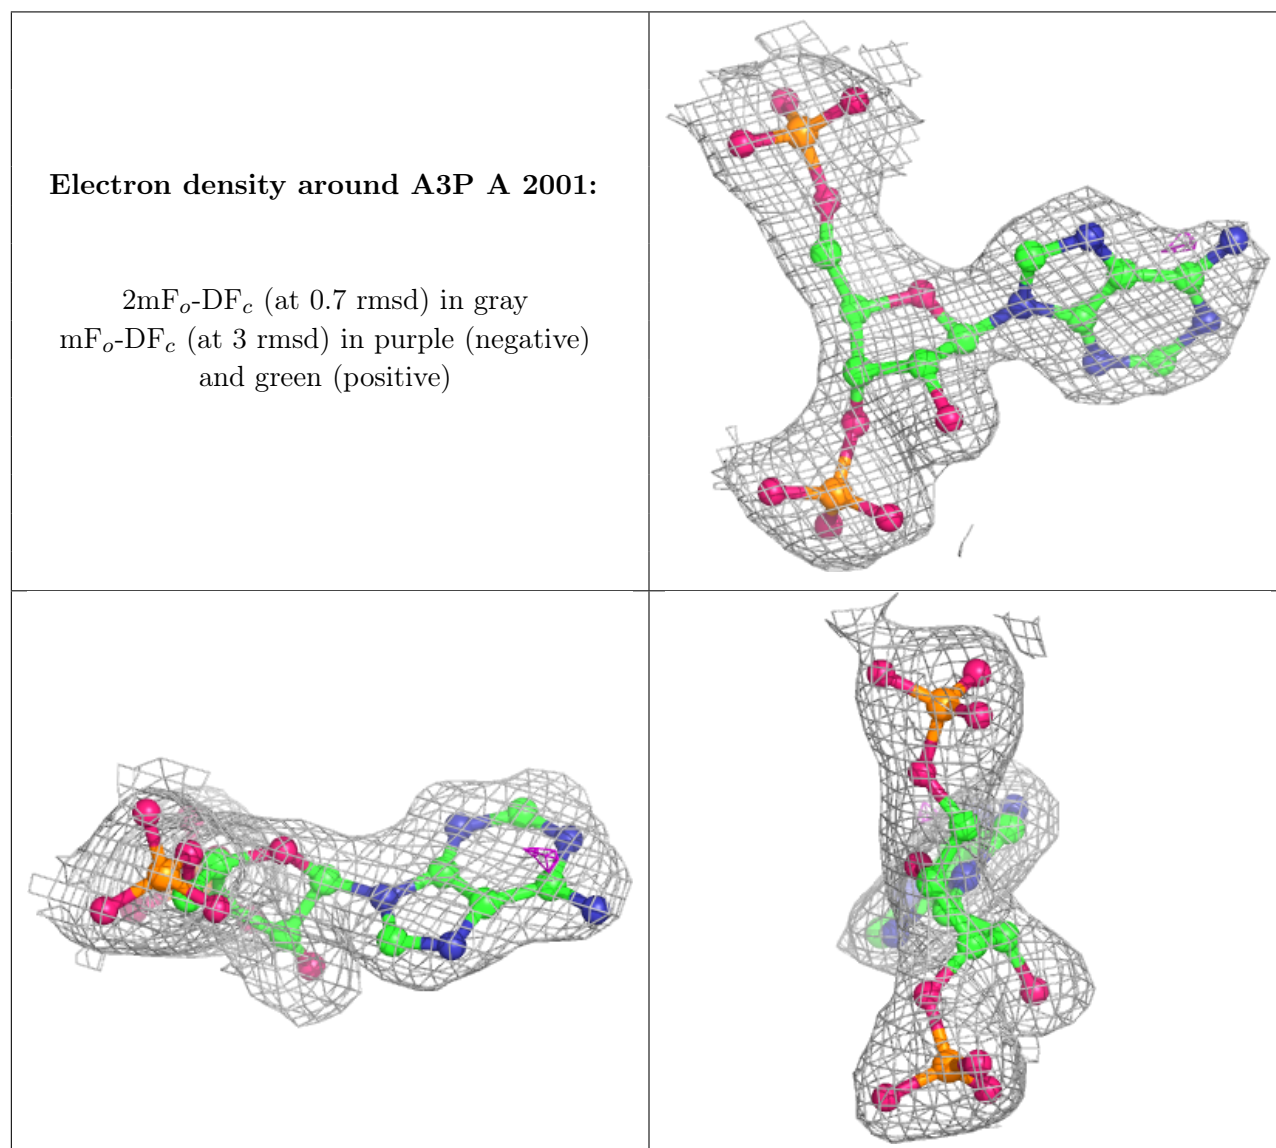 Electron density around A3P A 2001:
2mFo-DFc (at 0.7 rmsd) in gray
mFo-DFc (at 3 rmsd) in purple (negative)
and green (positive)